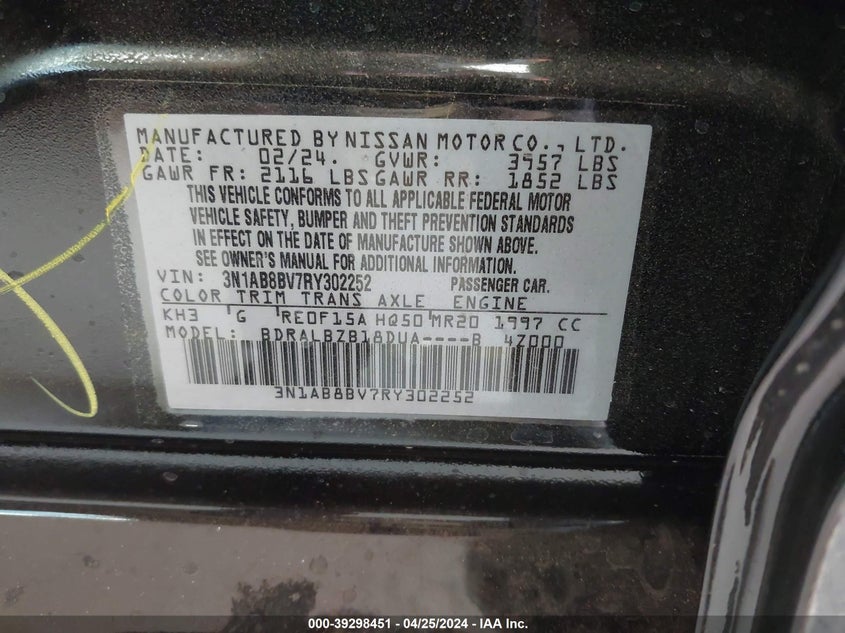 MANUFACTURED BY NISSAN MOTOR CO., LTD.
DATE: 02/24. GVWR: 3957 LBS
GAWR FR: 2116 LBS GAWR RR: 1852 LBS
THIS VEHICLE CONFORMS TO ALL APPLICABLE FEDERAL MOTOR
VEHICLE SAFETY, BUMPER AND THEFT PREVENTION STANDARDS
IN EFFECT ON THE DATE OF MANUFACTURE SHOWN ABOVE.
SEE OWNER'S MANUAL FOR ADDITIONAL INFORMATION.
VIN: 3N1AB8BV7RY302252 PASSENGER CAR.
COLOR TRIM TRANS AXLE ENGINE
KH3 G RE0F15A HQ50 MR20 1997 CC
MODEL: BDRALBZB18DUA----B 4Z000
3N1AB8BV7RY302252
000-39298451 - 04/25/2024 - IAA Inc.